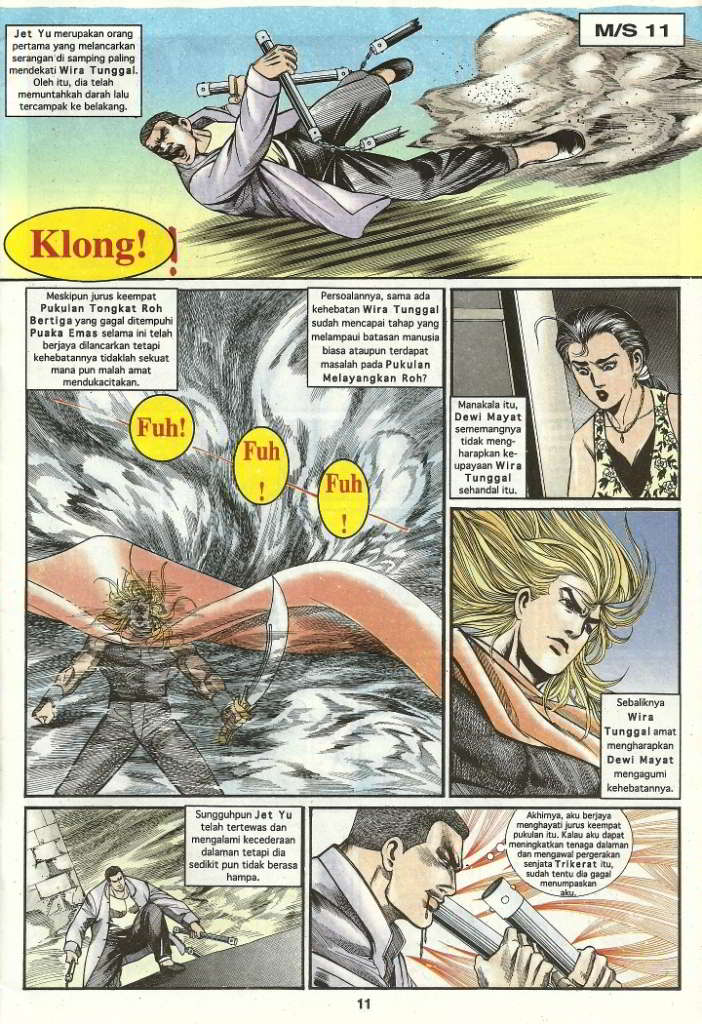 Jet Yu merupakan orang
pertama yang melancarkan
serangan di samping paling
mendekati Wira Tunggal.
Oleh itu, dia telah
memuntahkan darah lalu
tercampak ke belakang.
M/S 11
Klong!
Meskipun jurus keempat
Pukulan Tongkat Roh
Bertiga yang gagal ditempuhi
Puaka Emas selama ini telah
berjaya dilancarkan tetapi
kehebatannya tidaklah sekuat
mana pun malah amat
mendukacitakan.
Persoalannya, sama ada
kehebatan Wira Tunggal
sudah mencapai tahap yang
melampaui batasan manusia
biasa ataupun terdapat
masalah pada Pukulan
Melayangkan Roh?
Fuh!
Fuh
!
Fuh
!
Manakala itu,
Dewi Mayat
sememangnya
tidak meng-
harapkan ke-
upayaan Wira
Tunggal
sehandal itu.
Sebaliknya
Wira
Tunggal amat
mengharapkan
Dewi Mayat
mengagumi
kehebatannya.
Sungguhpun Jet Yu
telah tertewas dan
mengalami kecederaan
dalaman tetapi dia
sedikit pun tidak berasa
hampa.
Akhirnya, aku berjaya
menghayati jurus keempat
pukulan itu. Kalau aku dapat
meningkatkan tenaga dalaman
dan mengawal pergerakan
senjata Trikerat itu,
sudah tentu dia gagal
menumpaskan
aku.
11